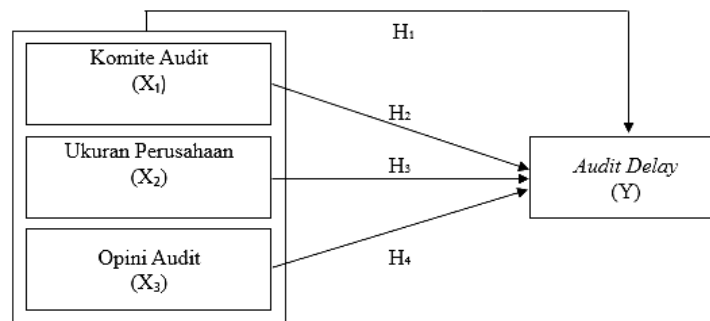 H₁
Komite Audit
(X₁)
H₂
Ukuran Perusahaan
(X₂)
H₃
Audit Delay
(Y)
Opini Audit
(X₃)
H₄